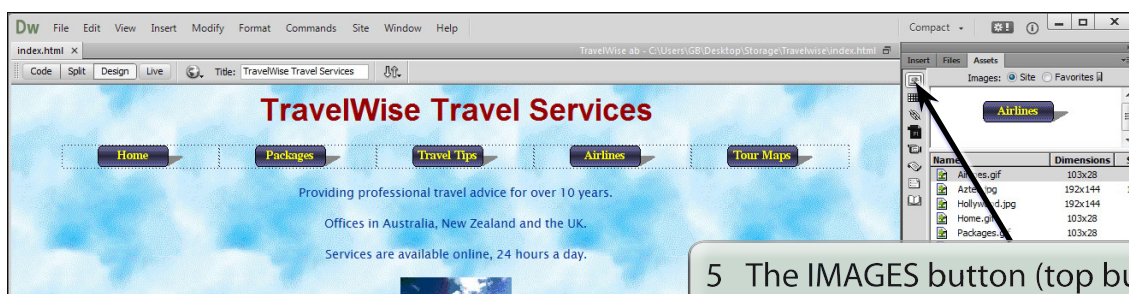 Dw File Edit View Insert Modify Format Commands Site Window Help Compact
index.html × TravelWise ab - C:\Users\GB\Desktop\Storage\Travelwise\index.html
Code Split Design Live Title: TravelWise Travel Services
Insert Files Assets
Images: Site Favorites
TravelWise Travel Services
Airlines
Home Packages Travel Tips Airlines Tour Maps
Name Dimensions
103x28
192x144
Providing professional travel advice for over 10 years.
Hollywood.jpg 192x144
Home.gif 103x28
Offices in Australia, New Zealand and the UK.
103x28
Services are available online, 24 hours a day.
5 The IMAGES button (top